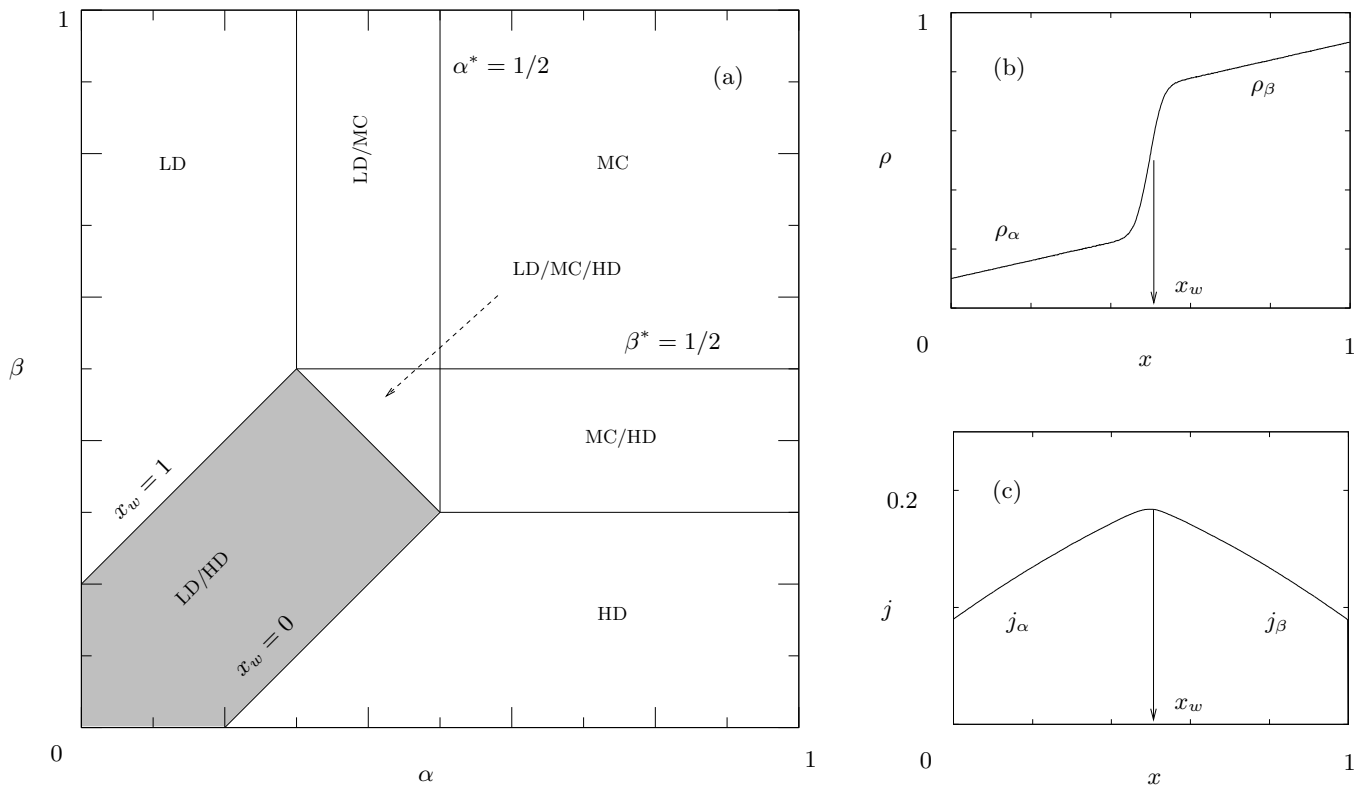 1
α* = 1/2
(a)
LD
LD/MC
MC
LD/MC/HD
β* = 1/2
β
MC/HD
x_w = 1
LD/HD
x_w = 0
HD
0
α
1
1
(b)
ρ_β
ρ
ρ_α
x_w
0
x
1
(c)
0.2
j
j_α
j_β
x_w
0
x
1